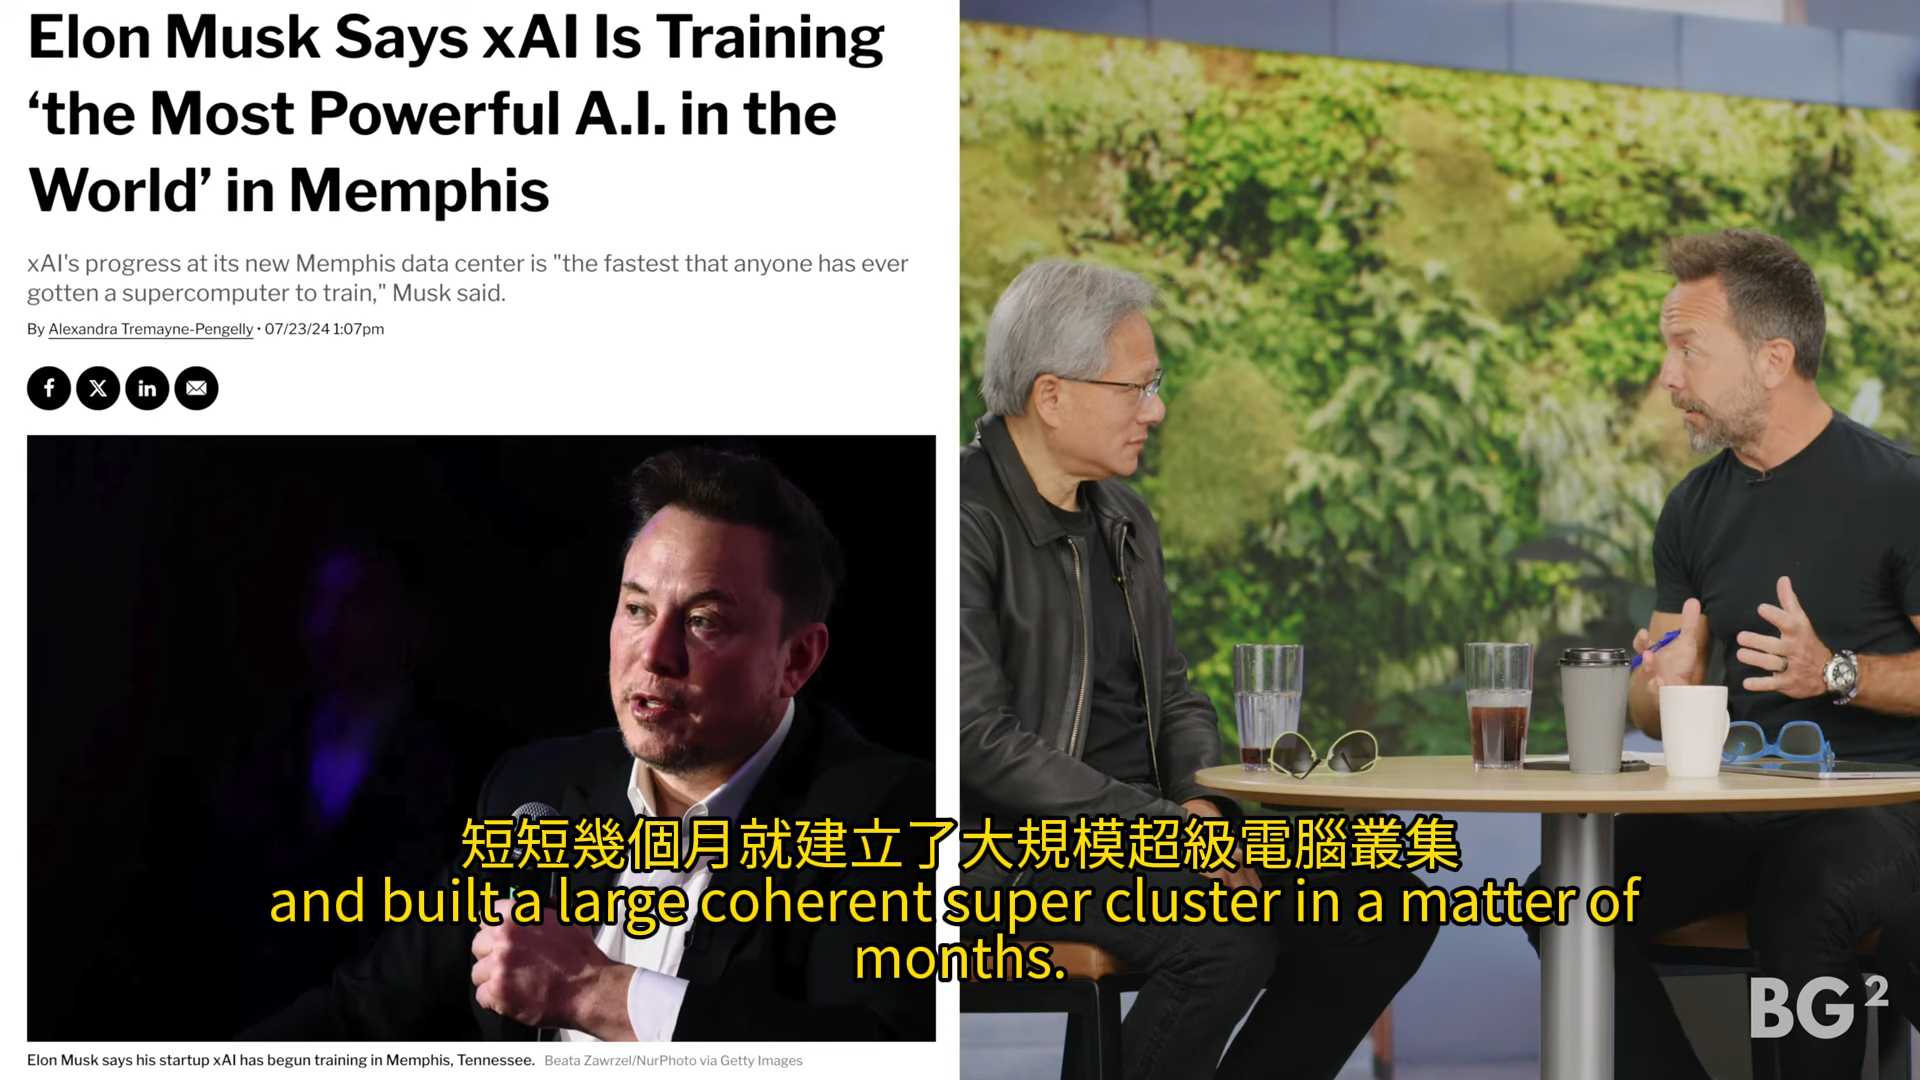 Elon Musk Says xAI Is Training
‘the Most Powerful A.I. in the
World’ in Memphis
xAI's progress at its new Memphis data center is "the fastest that anyone has ever
gotten a supercomputer to train," Musk said.
By Alexandra Tremayne-Pengelly • 07/23/24 1:07pm
短短幾個月就建立了大規模超級電腦叢集
and built a large coherent super cluster in a matter of
months.
BG2
Elon Musk says his startup xAI has begun training in Memphis, Tennessee. Beata Zawrzel/NurPhoto via Getty Images